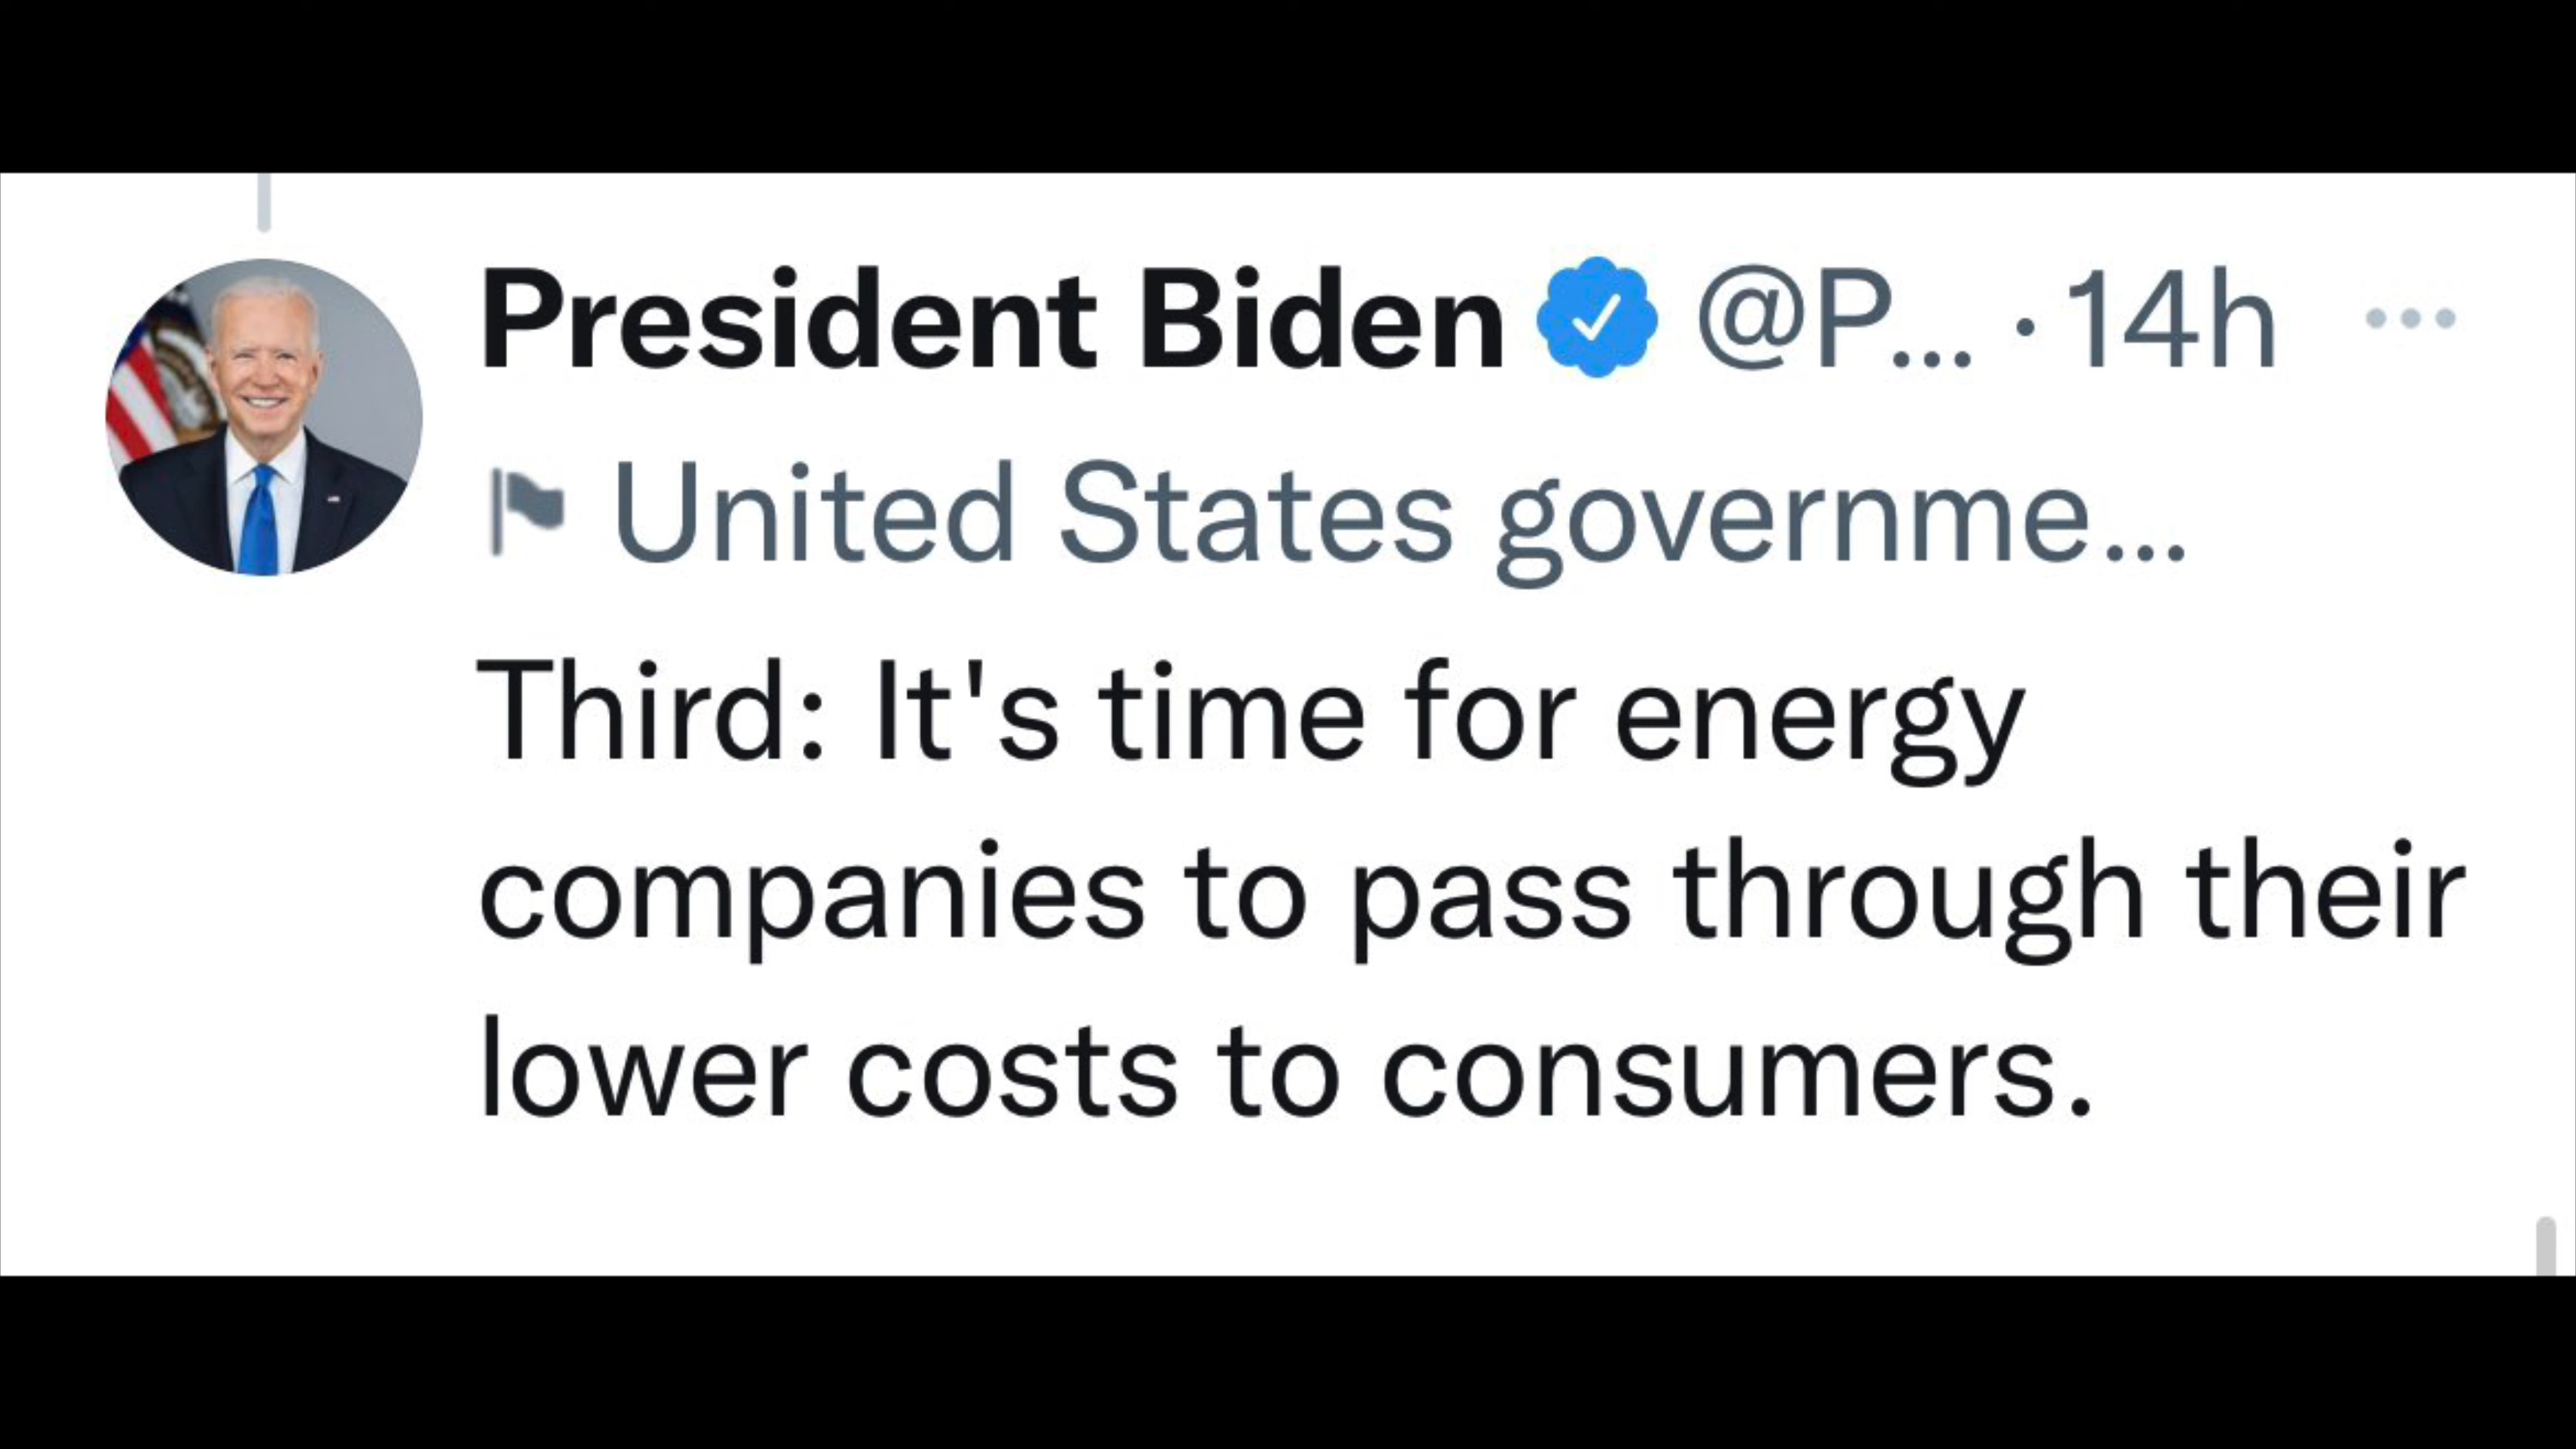 President Biden @P... · 14h
United States governme...
Third: It's time for energy
companies to pass through their
lower costs to consumers.